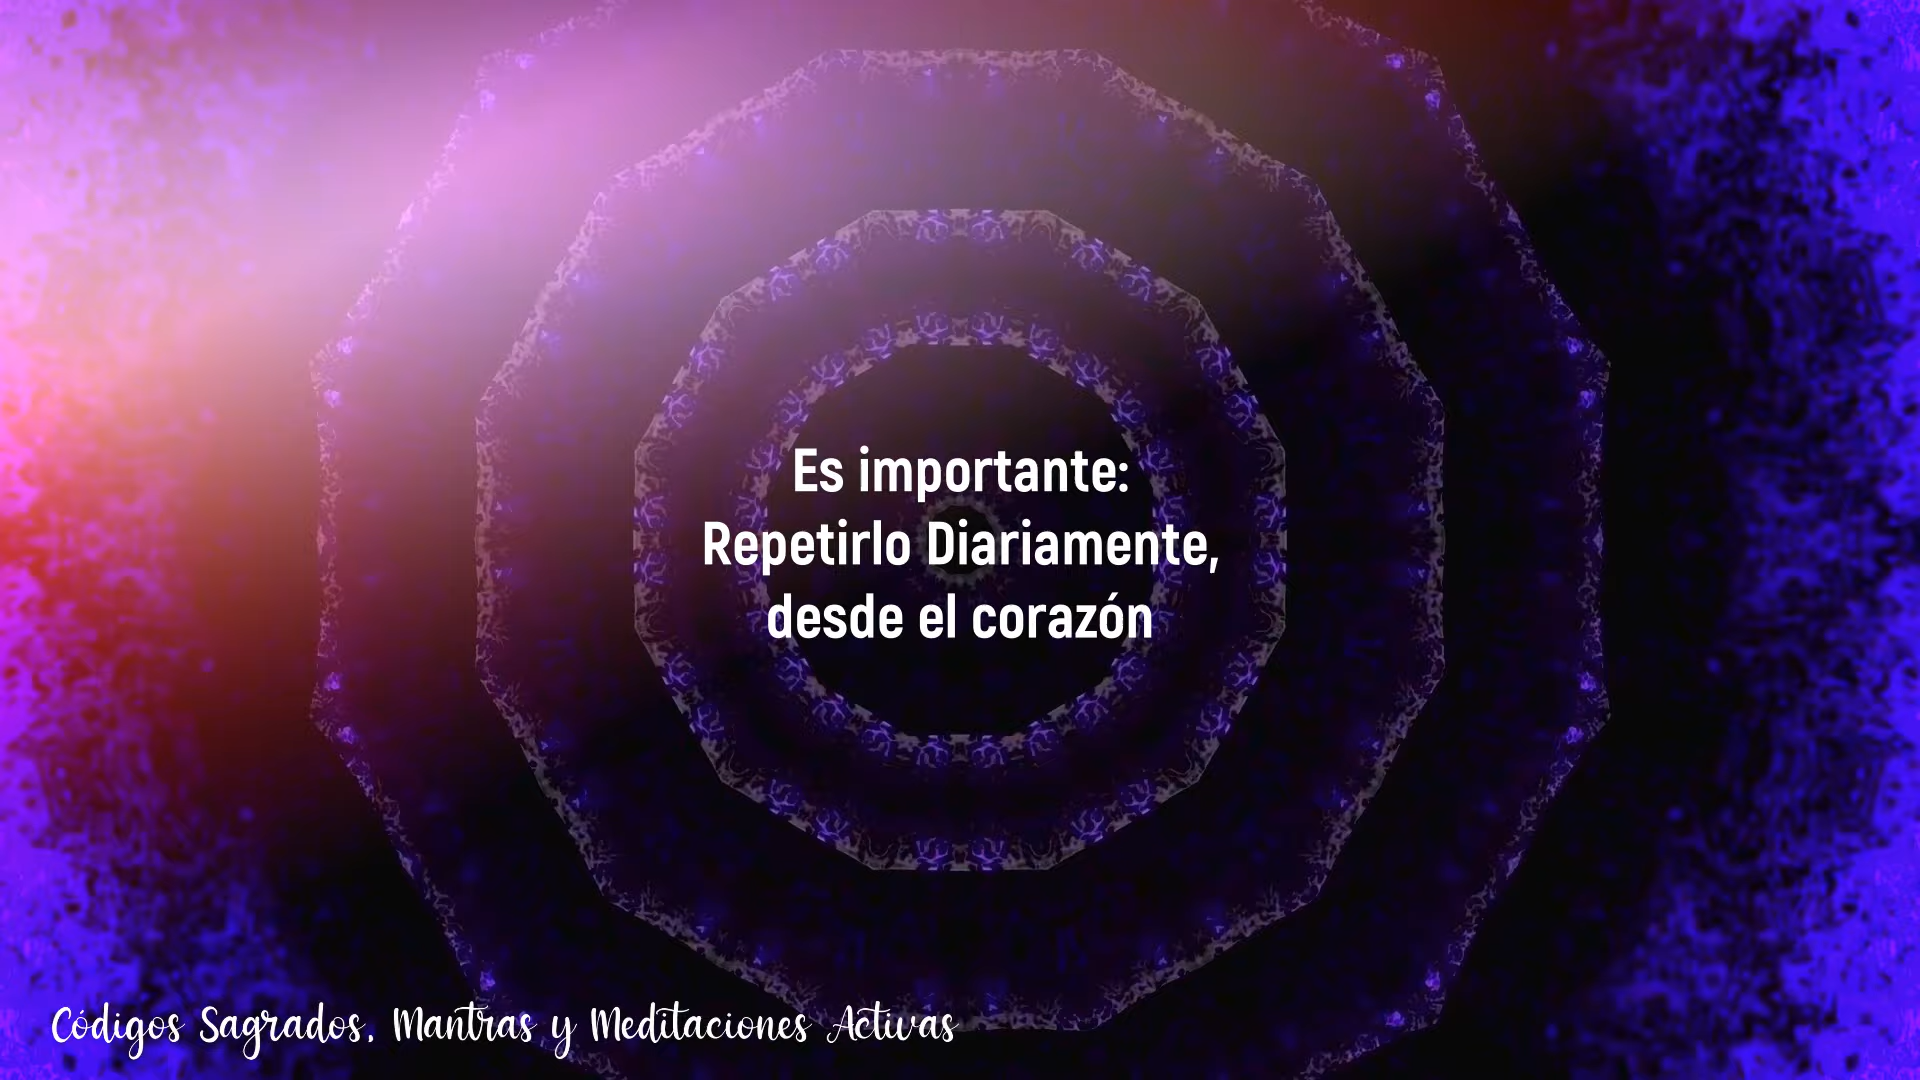 Es importante:
Repetirlo Diariamente,
desde el corazón
Códigos Sagrados, Mantras y Meditaciones Activas